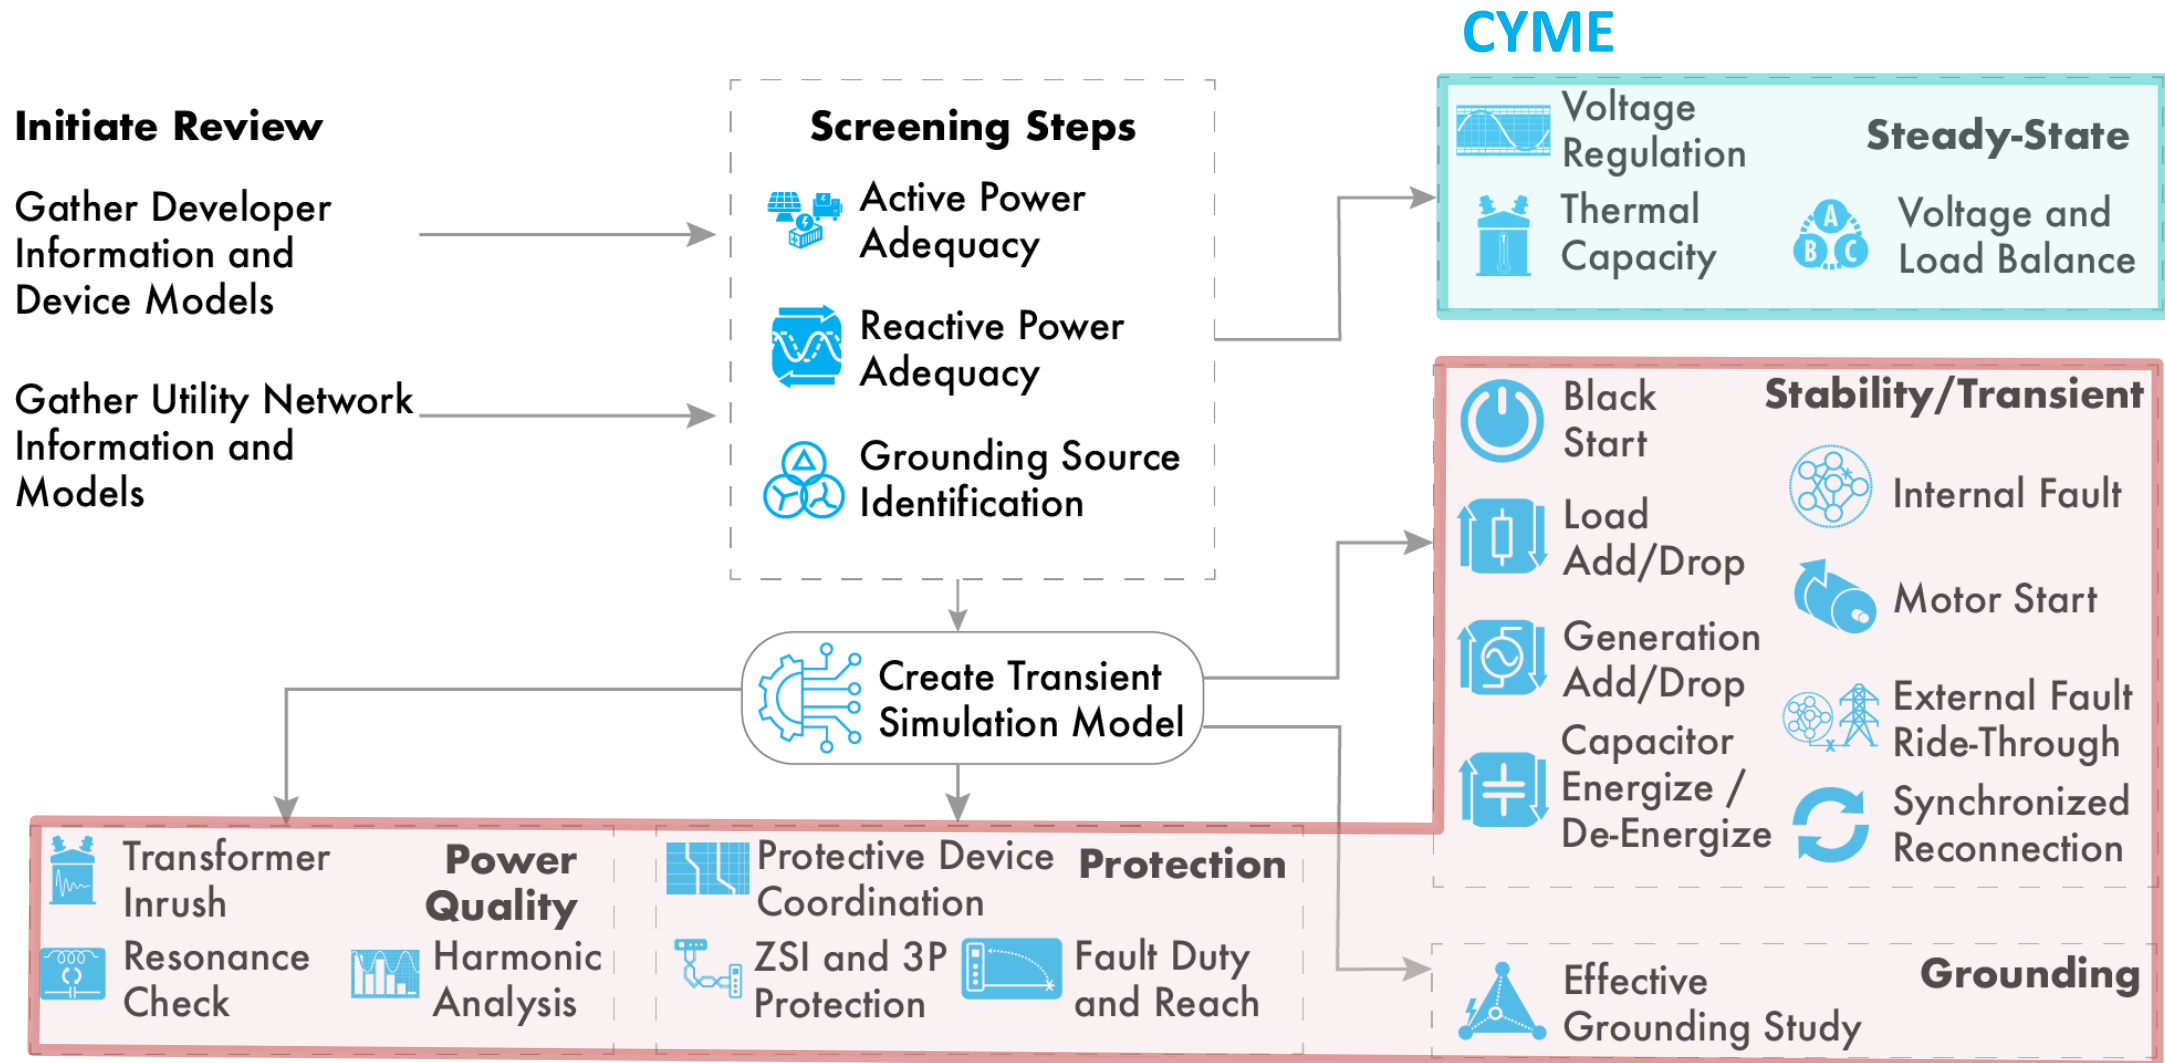 CYME
Initiate Review
Gather Developer
Information and
Device Models
Gather Utility Network
Information and
Models
Screening Steps
Active Power
Adequacy
Reactive Power
Adequacy
Grounding Source
Identification
Create Transient
Simulation Model
Steady-State
Voltage
Regulation
Thermal
Capacity
A
B C
Voltage and
Load Balance
Stability/Transient
Black
Start
Load
Add/Drop
Generation
Add/Drop
Capacitor
Energize /
De-Energize
Internal Fault
Motor Start
External Fault
Ride-Through
Synchronized
Reconnection
Power
Quality
Transformer
Inrush
Resonance
Check
Harmonic
Analysis
Protection
Protective Device
Coordination
ZSI and 3P
Protection
Fault Duty
and Reach
Grounding
Effective
Grounding Study